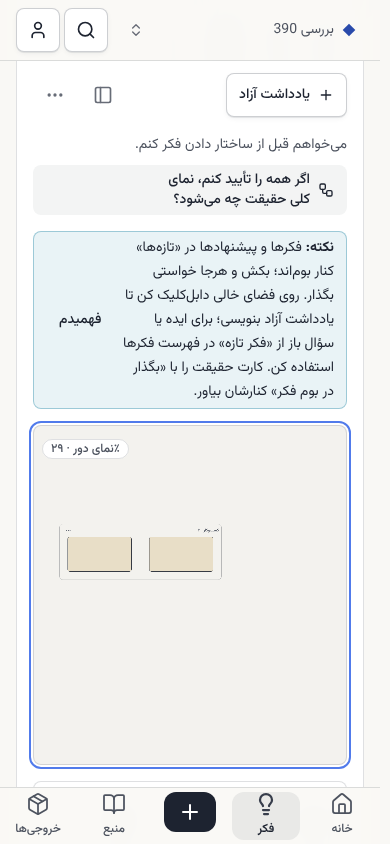 بررسی 390
یادداشت آزاد
می‌خواهم قبل از ساختار دادن فکر کنم.
اگر همه را تأیید کنم، نمای
کلی حقیقت چه می‌شود؟
نکته: فکرها و پیشنهادها در «تازه‌ها»
کنار بوم‌اند؛ بکش و هرجا خواستی
بگذار. روی فضای خالی دابل‌کلیک کن تا
یادداشت آزاد بنویسی؛ برای ایده یا
سؤال باز از «فکر تازه» در فهرست فکرها
استفاده کن. کارت حقیقت را با «بگذار
در بوم فکر» کنارشان بیاور.
فهمیدم
نمای دور · ۲۹٪
خانه
فکر
منبع
خروجی‌ها